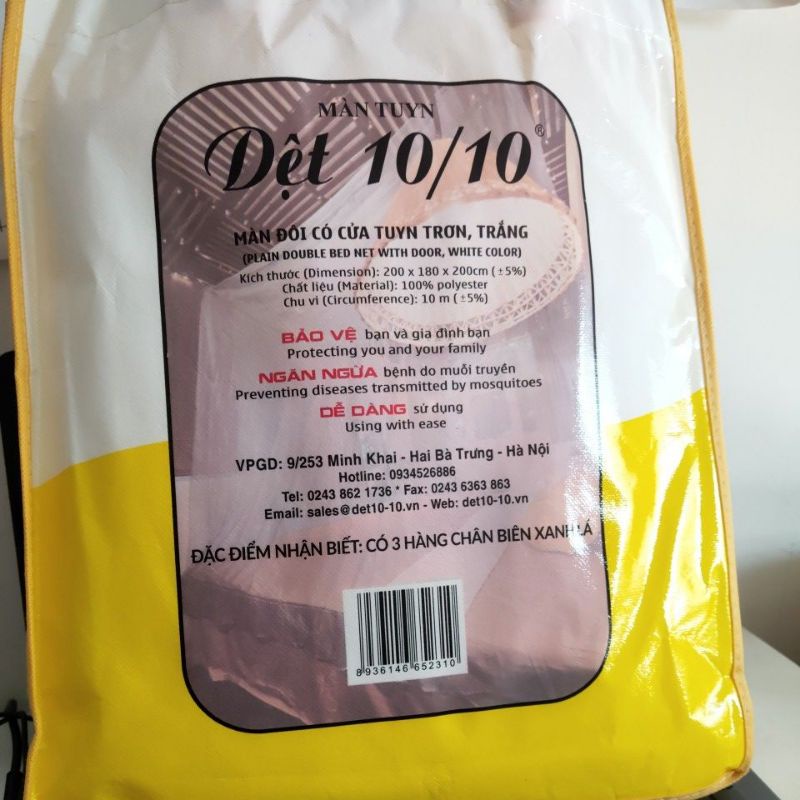 MÀN TUYN
Dệt 10/10®
MÀN ĐÔI CÓ CỬA TUYN TRƠN, TRẮNG
(PLAIN DOUBLE BED NET WITH DOOR, WHITE COLOR)
Kích thước (Dimension): 200 x 180 x 200cm (±5%)
Chất liệu (Material): 100% polyester
Chu vi (Circumference): 10 m (±5%)
BẢO VỆ bạn và gia đình bạn
Protecting you and your family
NGĂN NGỪA bệnh do muỗi truyền
Preventing diseases transmitted by mosquitoes
DỄ DÀNG sử dụng
Using with ease
VPGD: 9/253 Minh Khai - Hai Bà Trưng - Hà Nội
Hotline: 0934526886
Tel: 0243 862 1736 * Fax: 0243 6363 863
Email: sales@det10-10.vn - Web: det10-10.vn
ĐẶC ĐIỂM NHẬN BIẾT: CÓ 3 HÀNG CHÂN BIÊN XANH LÁ
8936146652310